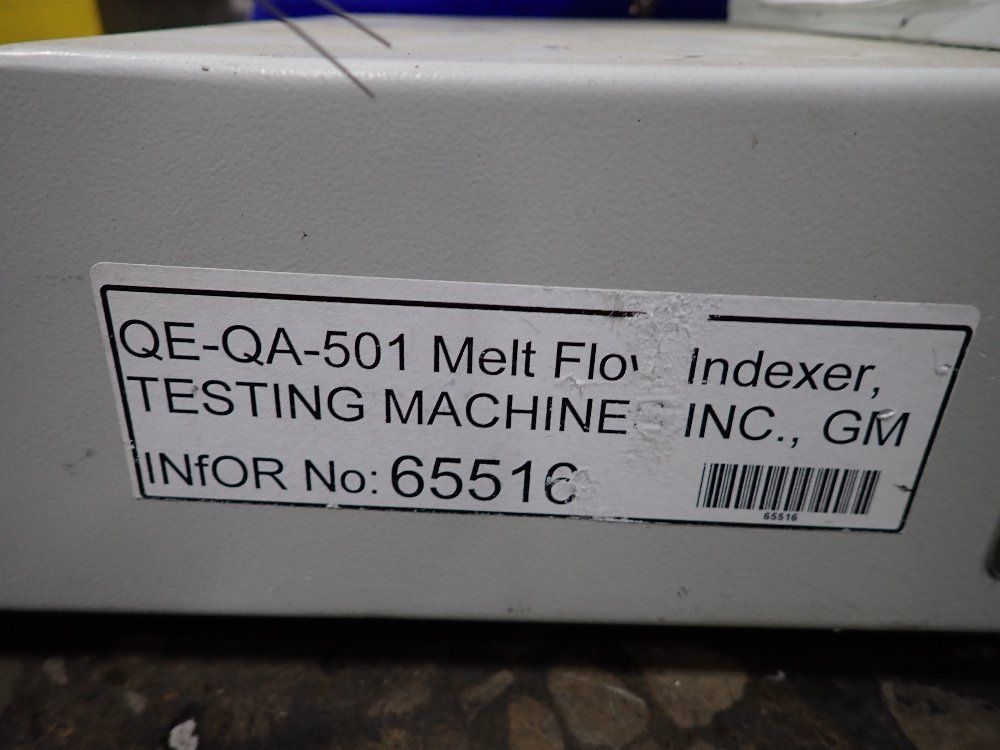 QE-QA-501 Melt Flow Indexer,
TESTING MACHINES INC., GM
INfOR No: 65516
65516